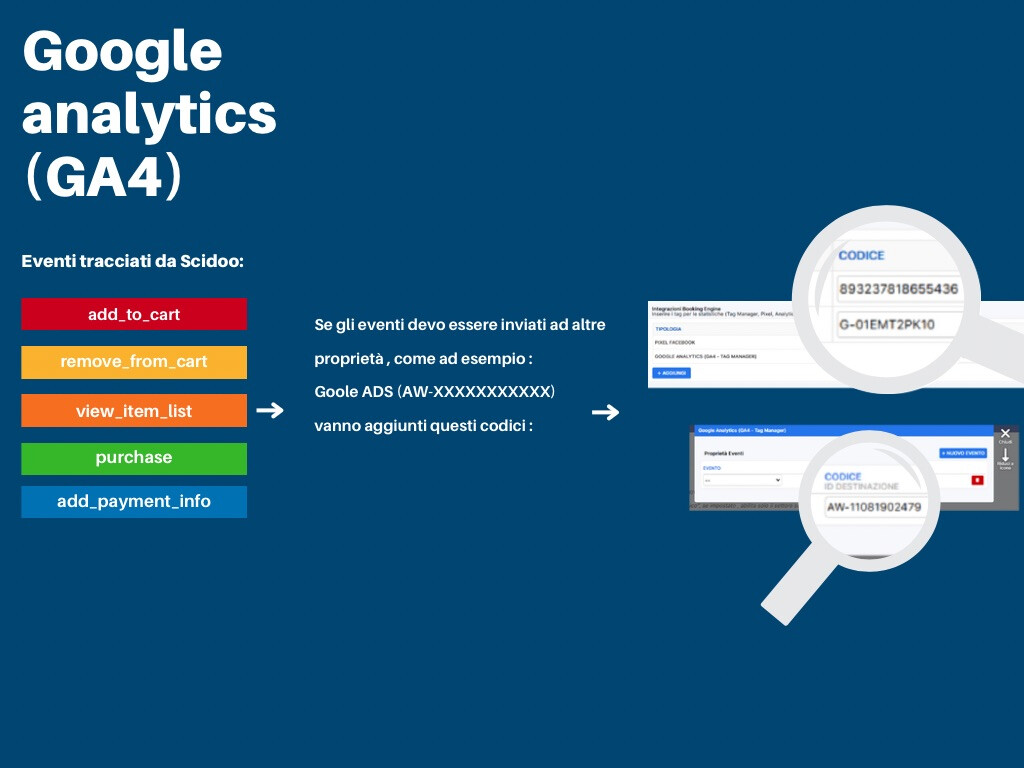 Google
analytics
(GA4)
Eventi tracciati da Scidoo:
add_to_cart
remove_from_cart
view_item_list
purchase
add_payment_info
Se gli eventi devo essere inviati ad altre
proprietà , come ad esempio :
Goole ADS (AW-XXXXXXXXXXX)
vanno aggiunti questi codici :
Integrazioni Booking Engine
Inserire i tag per le statistiche (Tag Manager, Pixel, Analytic
TIPOLOGIA
PIXEL FACEBOOK
GOOGLE ANALYTICS (GA4 - TAG MANAGER)
+ AGGIUNGI
CODICE
893237818655436
G-01EMT2PK10
Google Analytics (GA4 - Tag Manager)
Proprietà Eventi
+ NUOVO EVENTO
EVENTO
CODICE
ID DESTINAZIONE
AW-11081902479
Chiudi